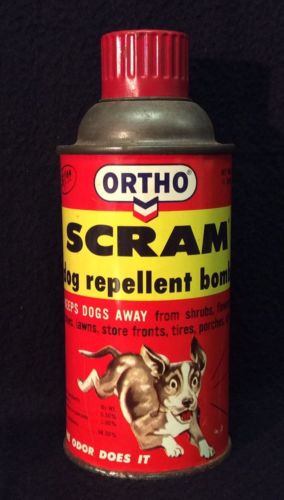 ORTHO
SCRAM
dog repellent bomb
KEEPS DOGS AWAY from shrubs,
lawns, store fronts, tires, porches
ODOR DOES IT